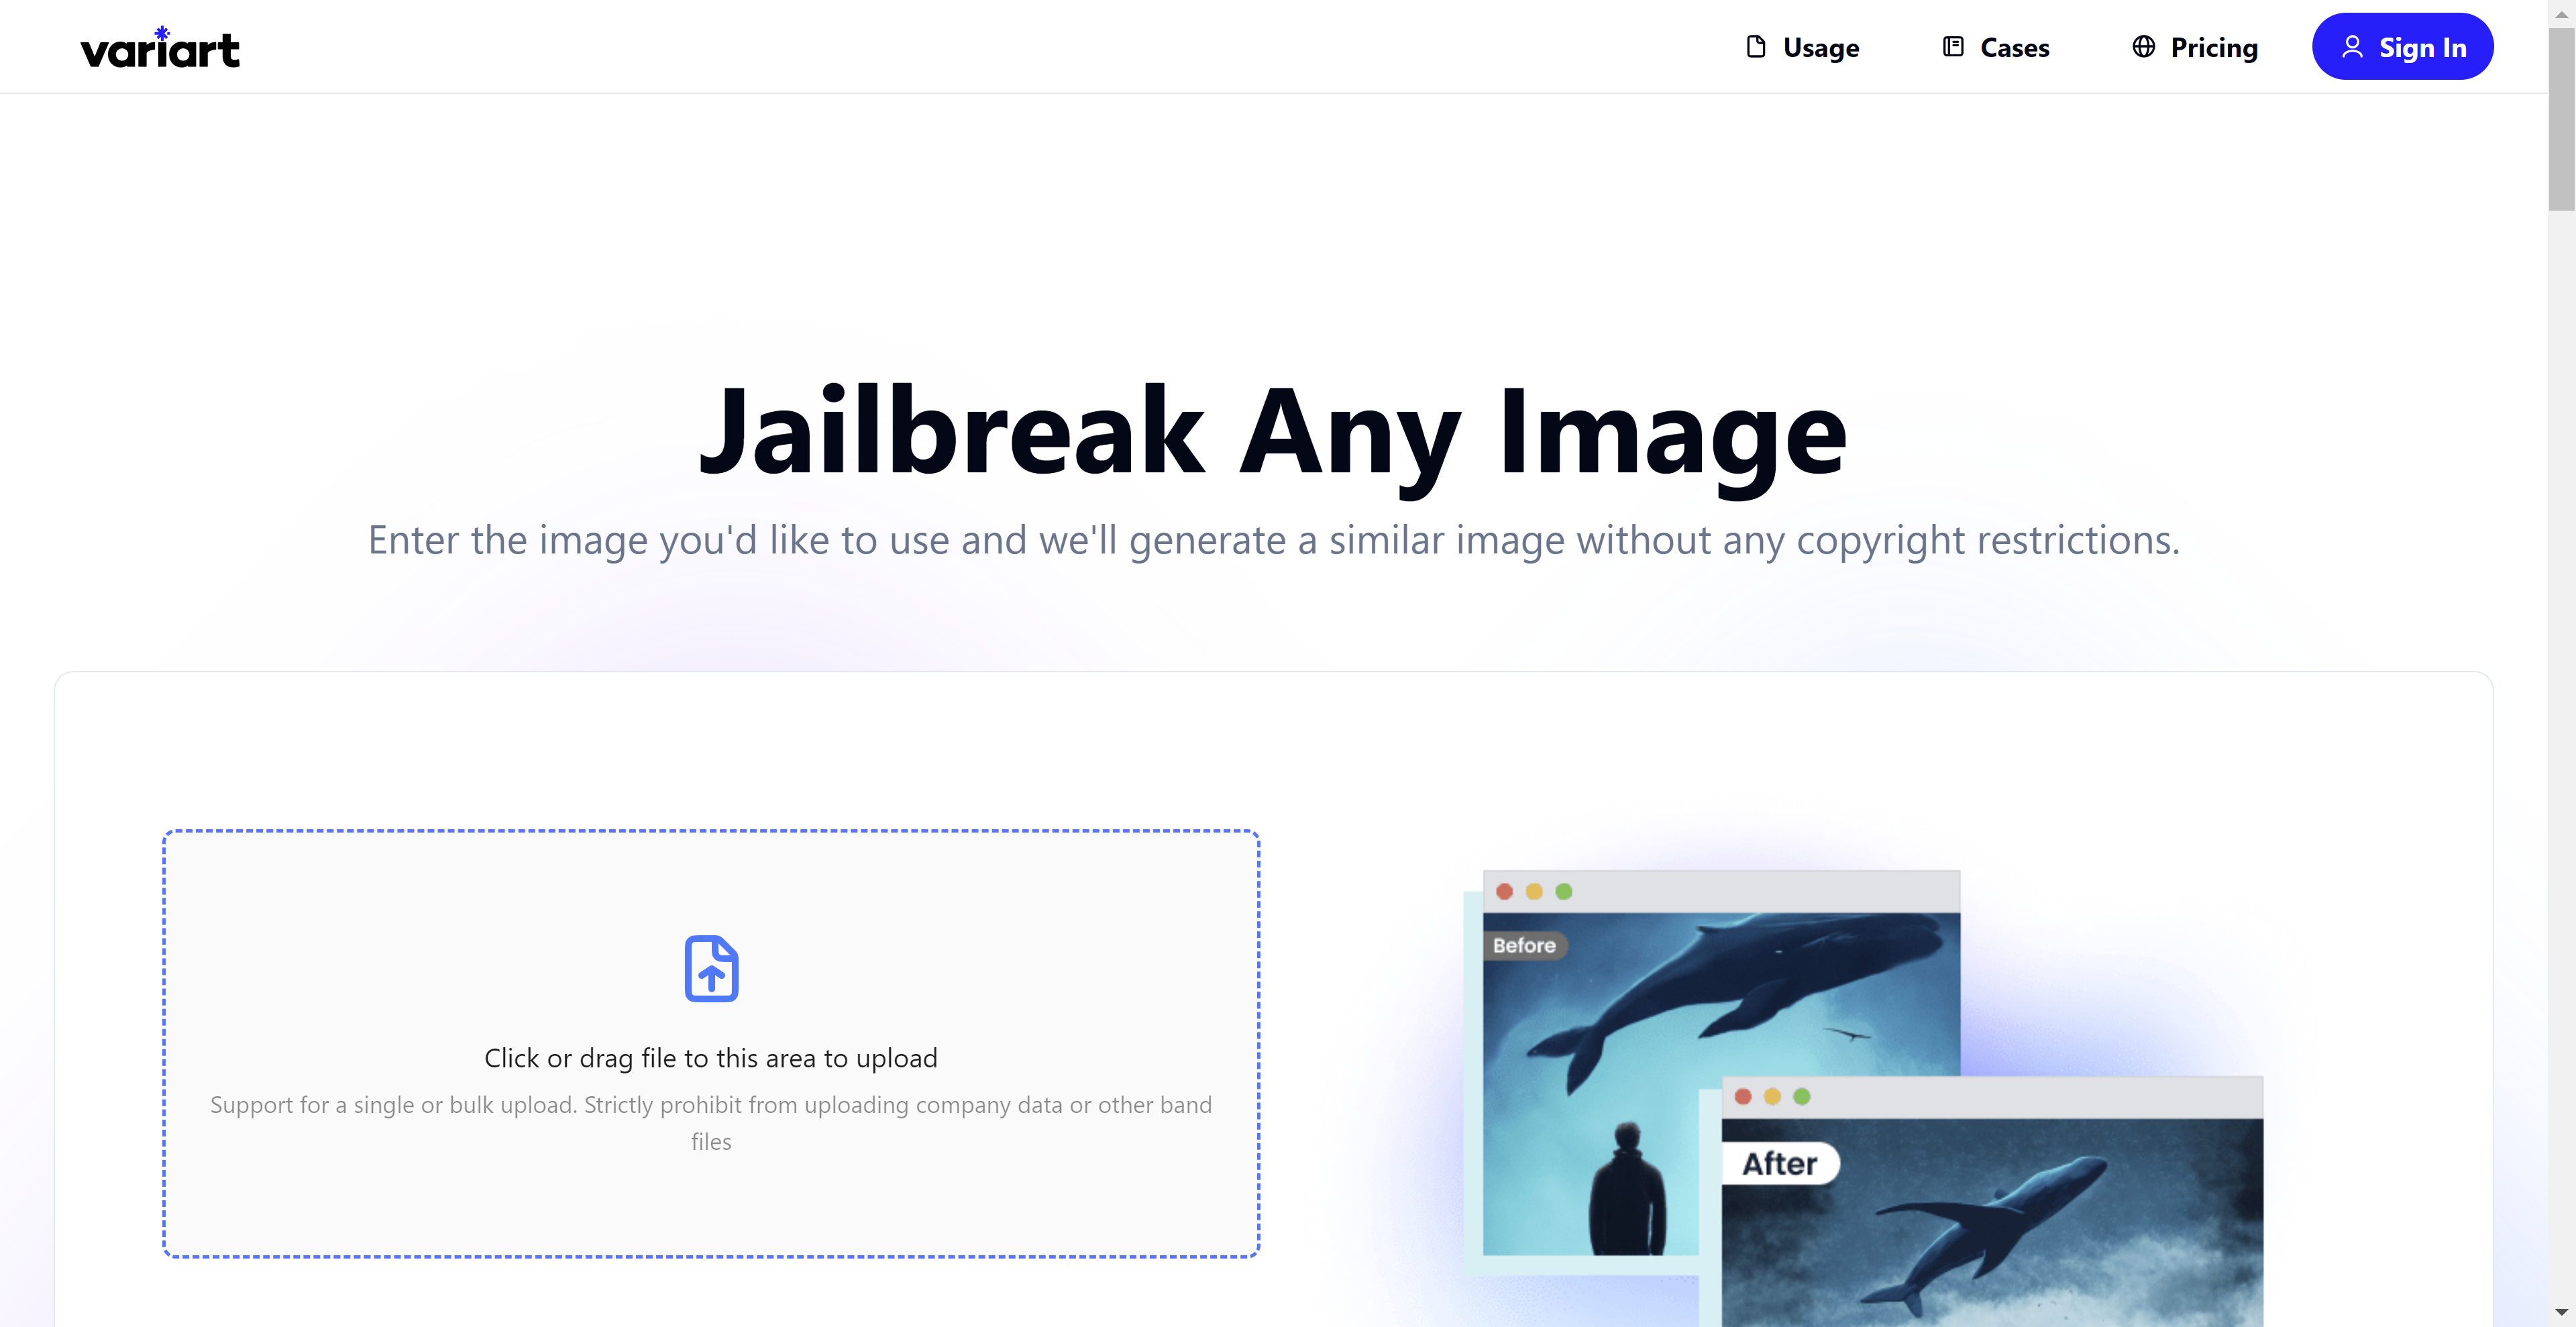 variart
Usage
Cases
Pricing
Sign In
Jailbreak Any Image
Enter the image you'd like to use and we'll generate a similar image without any copyright restrictions.
Click or drag file to this area to upload
Support for a single or bulk upload. Strictly prohibit from uploading company data or other band
files
Before
After